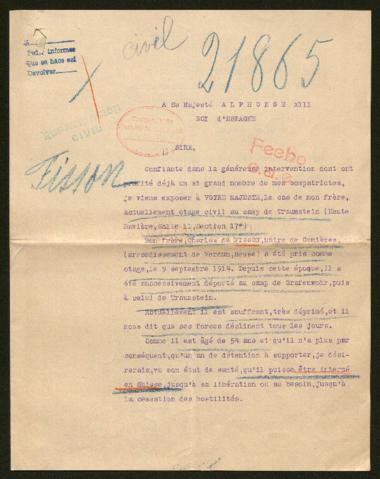 civil
21865
A
Ped.. informes
que se hace así
Devolver
A Sa Majesté ALPHONSE XIII
ROI d'ESPAGNE
SIRE,
Fecho
Fisson
Confiante dans la généreuse intervention dont ont
profité déjà un si grand nombre de mes compatriotes,
je viens exposer à VOTRE MAJESTE, le cas de mon frère,
actuellement otage civil au camp de Traunstein (Haute
Bavière, Salle 11, Section 17°)
Mon frère, Charles de FISSON, maire de Cumières,
(arrondissement de Verdun, Meuse) a été pris comme
otage, le 9 septembre 1914. Depuis cette époque, il a
été successivement déporté au camp de Grafenwohr, puis
à celui de Traunstein.
Actuellement il est souffrant, très déprimé, et il
nous dit que ses forces déclinent tous les jours.
Comme il est âgé de 54 ans et qu'il n'a plus par
conséquent, qu'un an de détention à supporter, je dési-
rerais, vu son état de santé, qu'il puisse être interné
en Suisse, jusqu'à sa libération ou au besoin, jusqu'à
la cessation des hostilités.